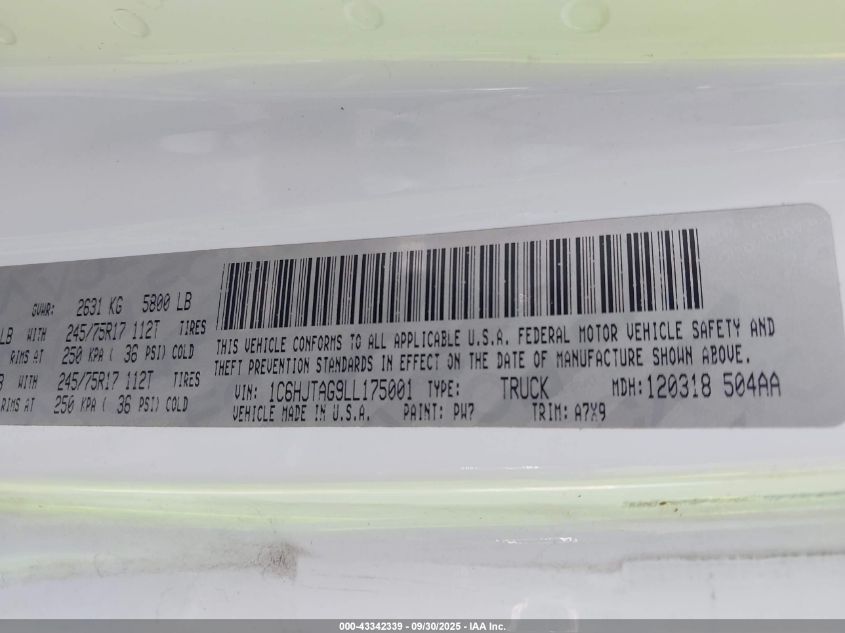 GVWR: 2631 KG 5800 LB
LB WITH 245/75R17 112T TIRES
RIMS AT 250 KPA ( 36 PSI) COLD
B WITH 245/75R17 112T TIRES
RIMS AT 250 KPA ( 36 PSI) COLD
THIS VEHICLE CONFORMS TO ALL APPLICABLE U.S.A. FEDERAL MOTOR VEHICLE SAFETY AND
THEFT PREVENTION STANDARDS IN EFFECT ON THE DATE OF MANUFACTURE SHOWN ABOVE.
VIN: 1C6HJTAG9LL175001 TYPE: TRUCK MDH: 120318 504AA
VEHICLE MADE IN U.S.A. PAINT: PW7 TRIM: A7X9
000-43342339 - 09/30/2025 - IAA Inc.